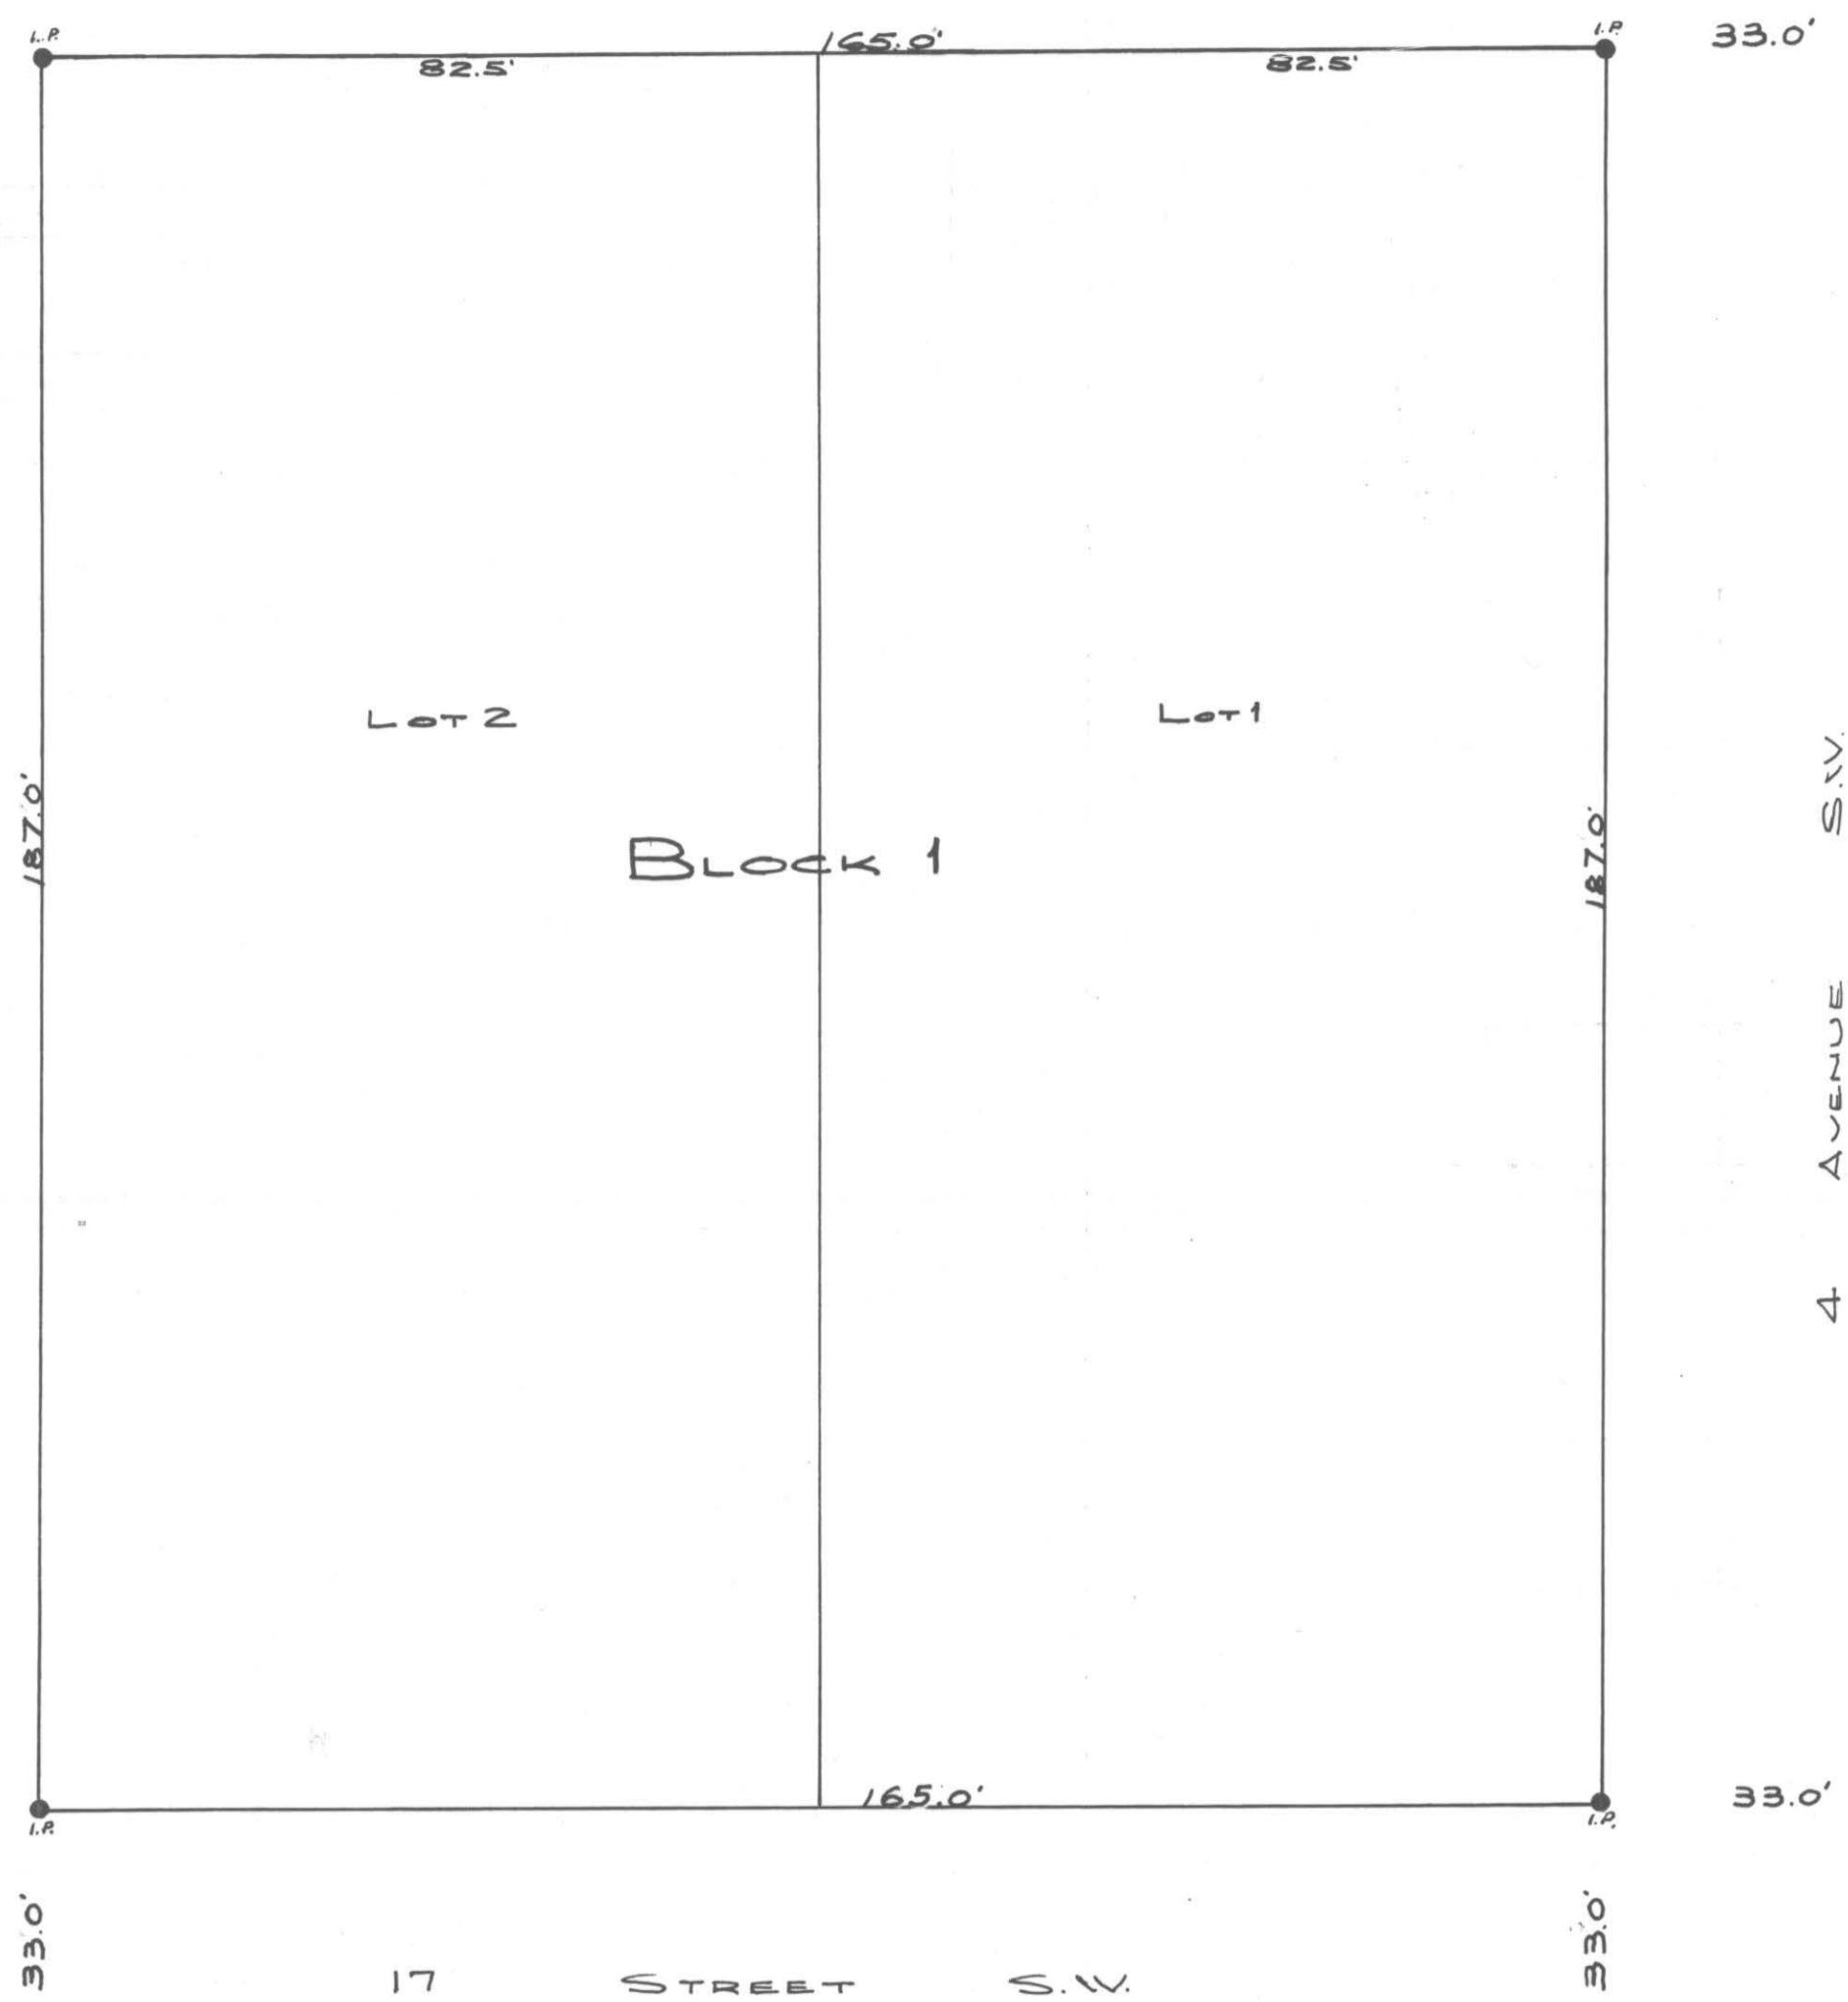 I.P.
165.0'
I.P.
33.0'
82.5'
82.5'
LOT 2
LOT 1
187.0'
BLOCK 1
187.0'
4 AVENUE S.W.
165.0'
33.0'
I.P.
I.P.
33.0'
33.0'
17 STREET S.W.